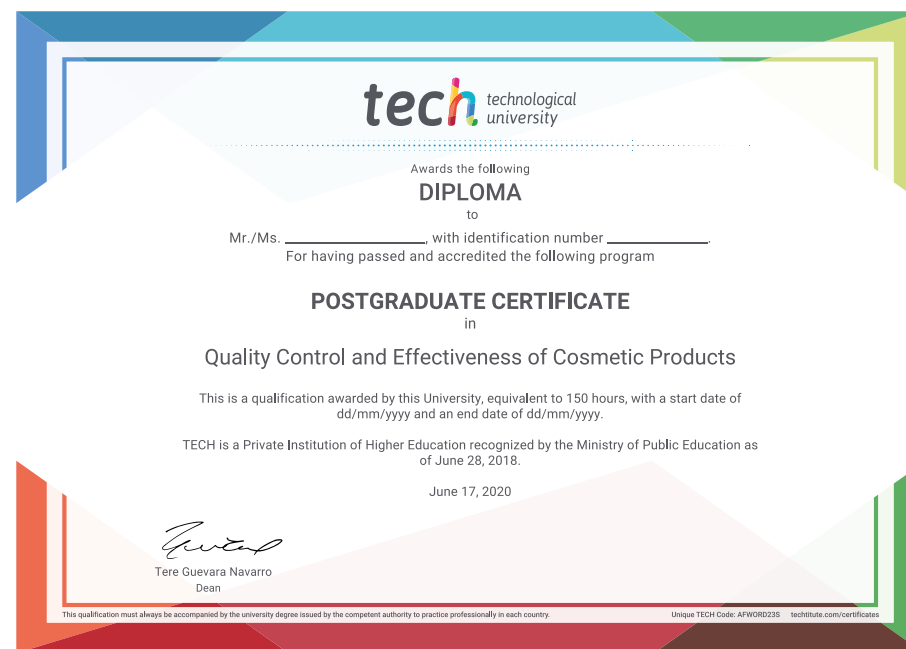 tech technological
university
Awards the following
DIPLOMA
to
Mr./Ms. ____________________, with identification number ______________.
For having passed and accredited the following program
POSTGRADUATE CERTIFICATE
in
Quality Control and Effectiveness of Cosmetic Products
This is a qualification awarded by this University, equivalent to 150 hours, with a start date of
dd/mm/yyyy and an end date of dd/mm/yyyy.
TECH is a Private Institution of Higher Education recognized by the Ministry of Public Education as
of June 28, 2018.
June 17, 2020
Tere Guevara Navarro
Dean
This qualification must always be accompanied by the university degree issued by the competent authority to practice professionally in each country. Unique TECH Code: AFWORD23S techtitute.com/certificates